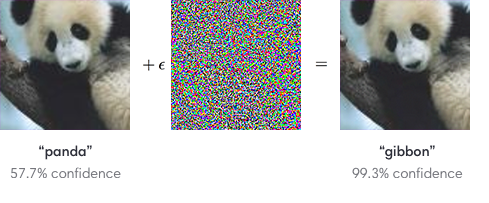 + ϵ
=
“panda”
57.7% confidence
“gibbon”
99.3% confidence